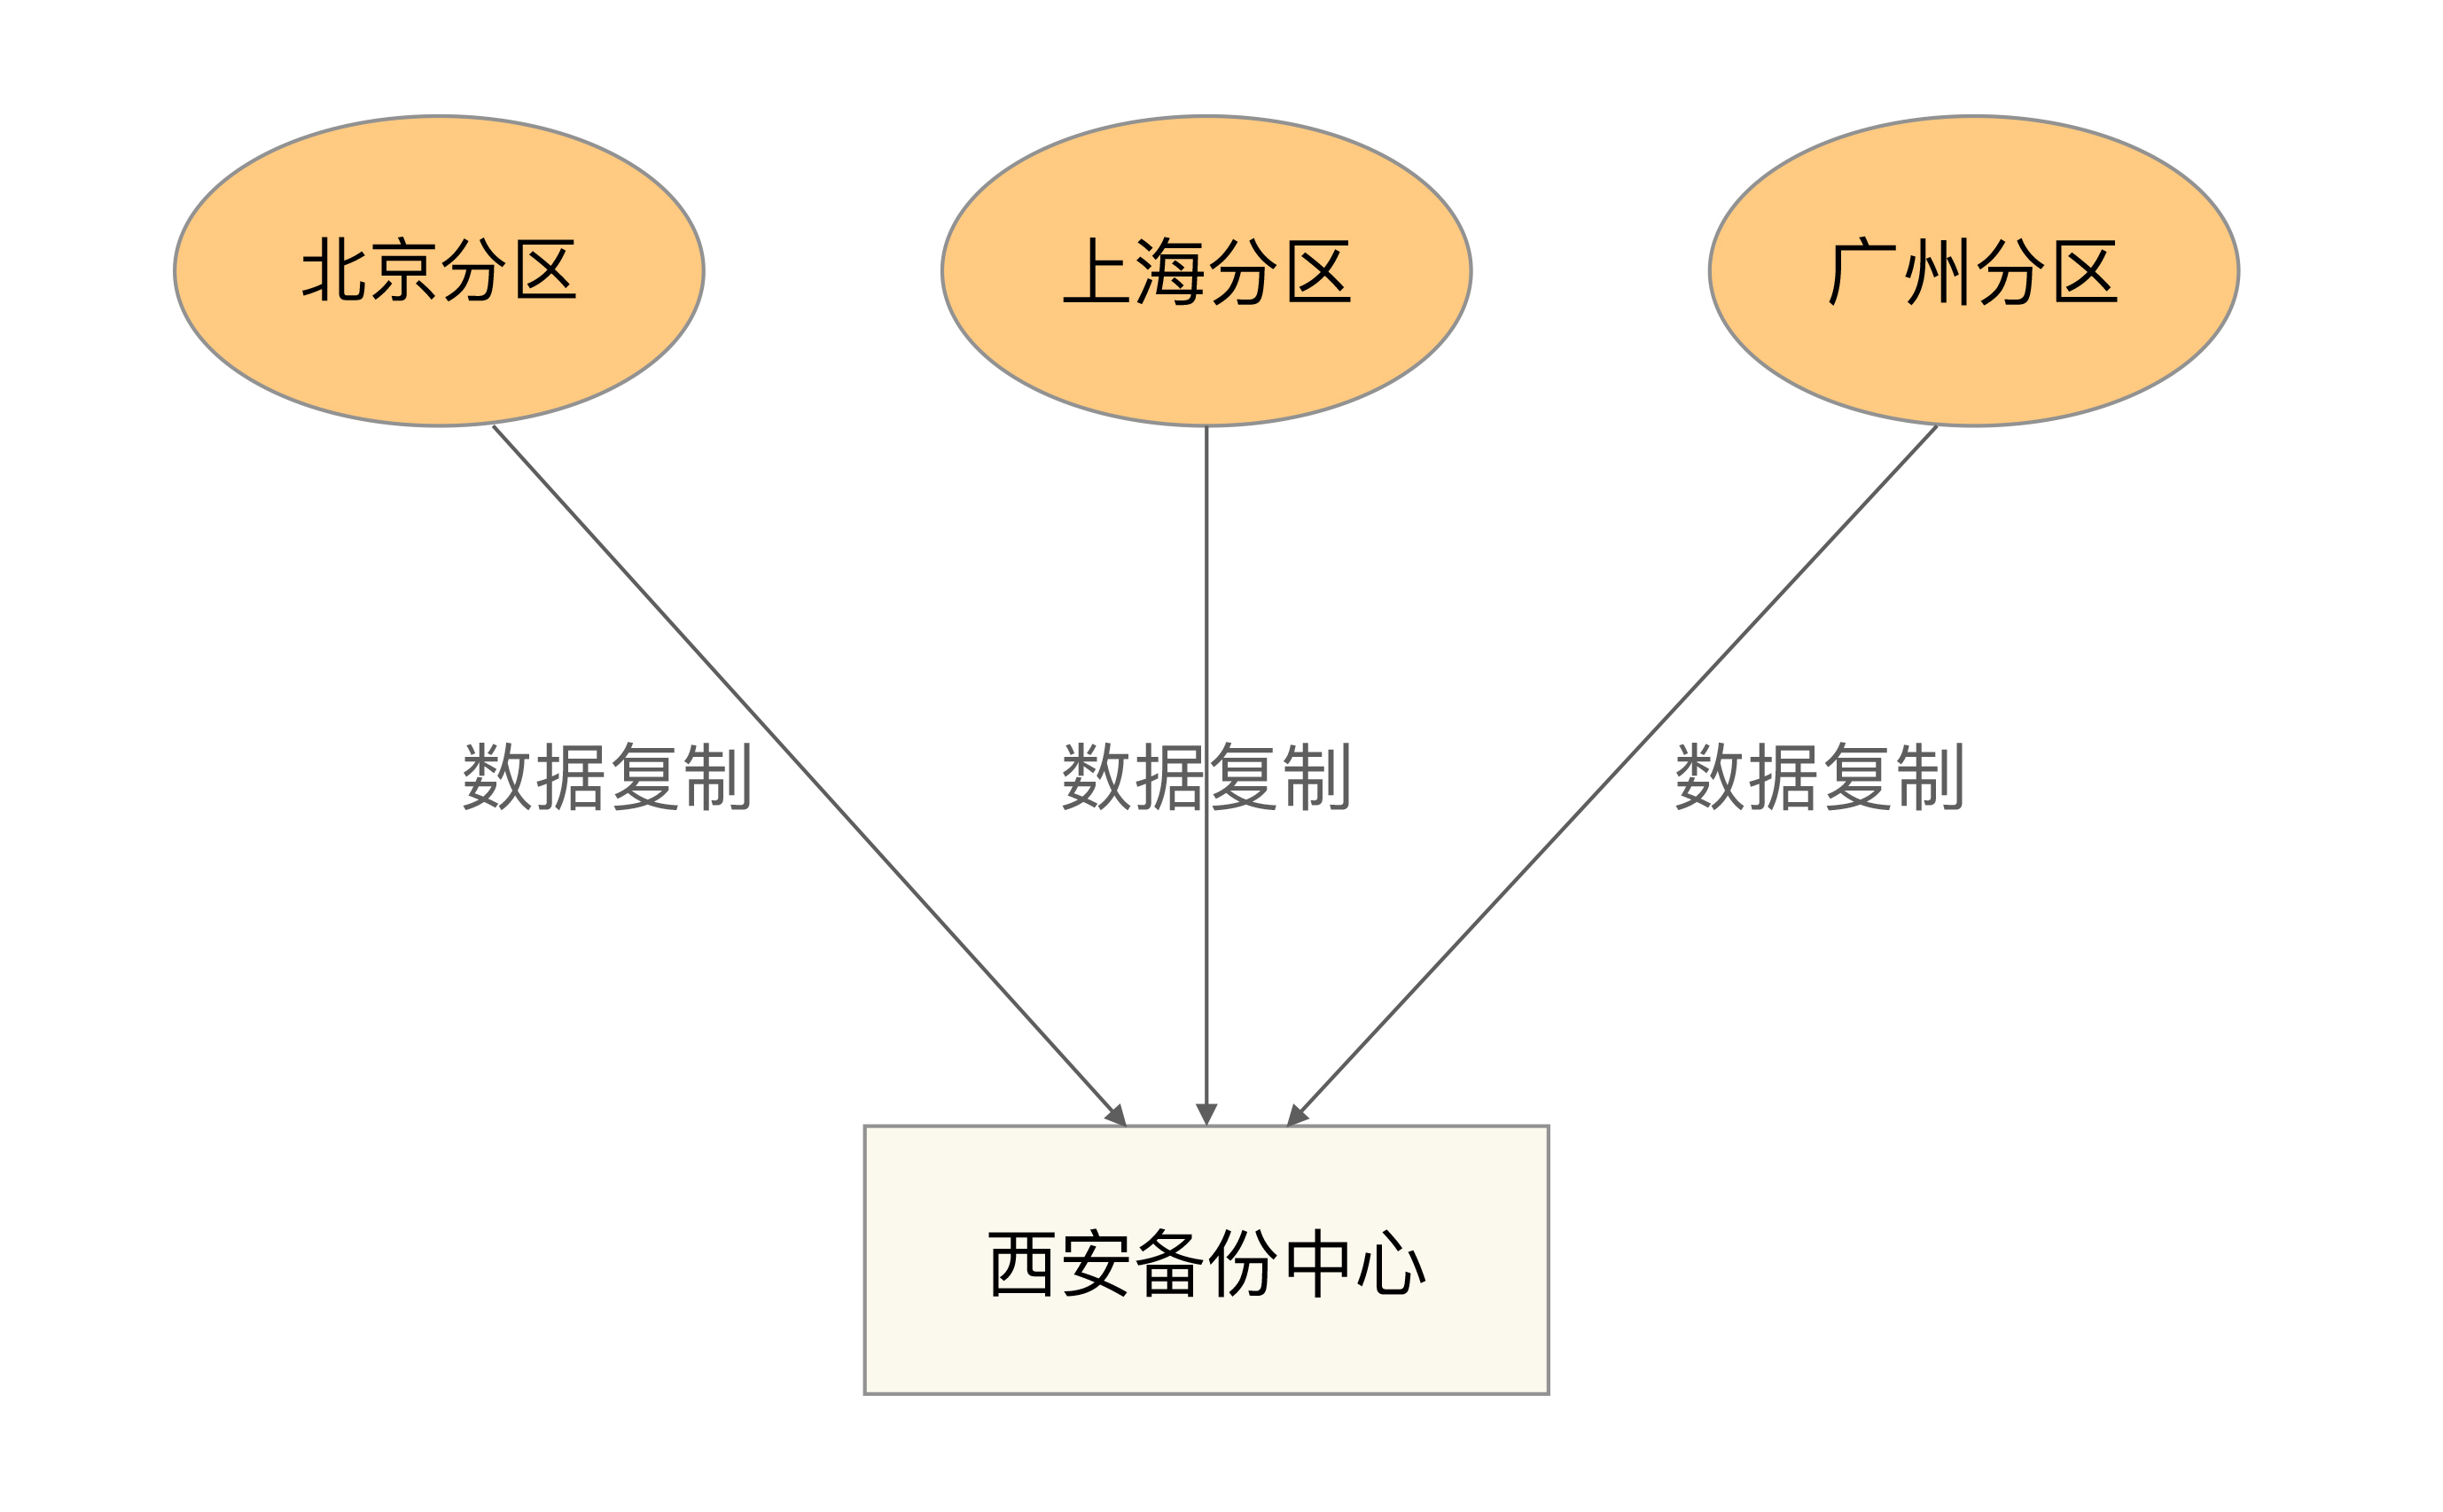 北京分区
上海分区
广州分区
数据复制
数据复制
数据复制
西安备份中心